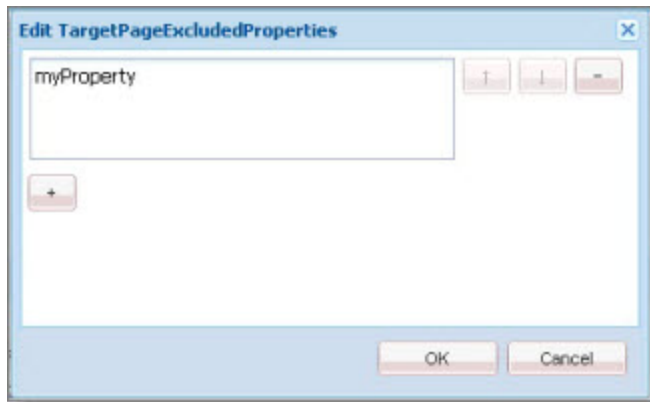 Edit TargetPageExcludedProperties
myProperty
↑ ↓ -
+
OK Cancel